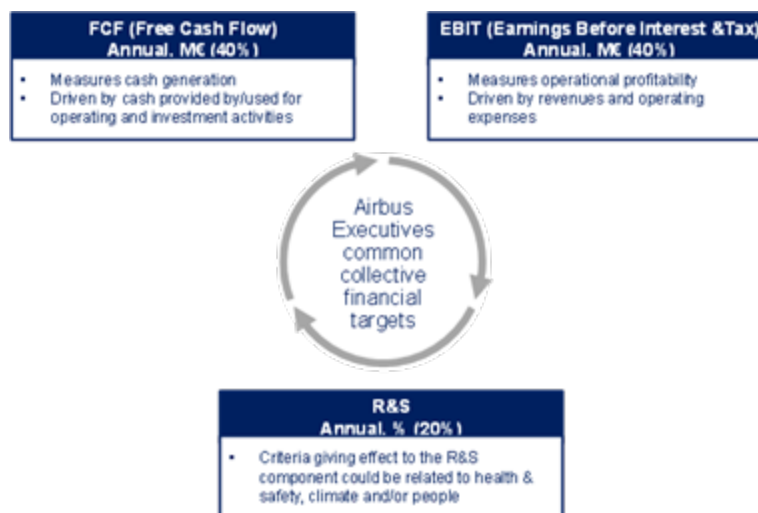 FCF (Free Cash Flow)
Annual. M€ (40%)
• Measures cash generation
• Driven by cash provided by/used for
operating and investment activities
EBIT (Earnings Before Interest &Tax)
Annual. M€ (40%)
• Measures operational profitability
• Driven by revenues and operating
expenses
Airbus
Executives
common
collective
financial
targets
R&S
Annual. % (20%)
• Criteria giving effect to the R&S
component could be related to health &
safety, climate and/or people